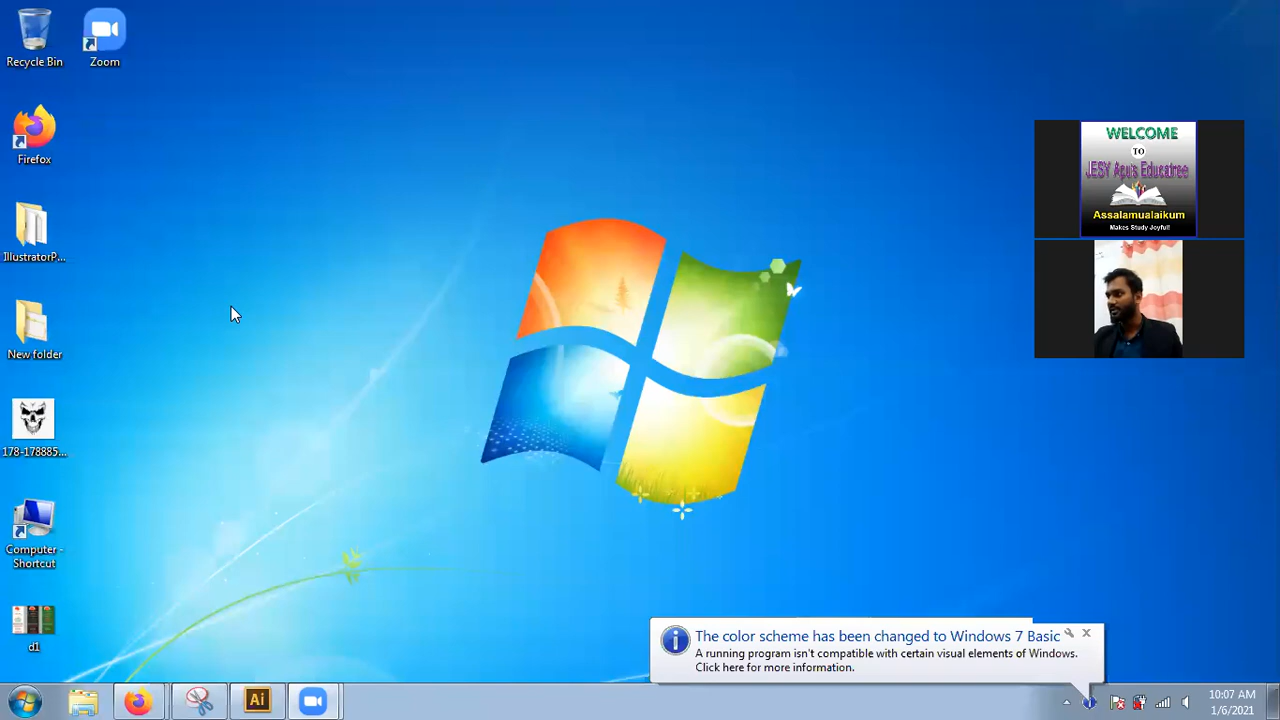 Recycle Bin
Zoom
Firefox
IllustratorP...
New folder
178-178885...
Computer -
Shortcut
d1
WELCOME
TO
JESY Apu's Educatree
Assalamualaikum
Makes Study Joyful!
The color scheme has been changed to Windows 7 Basic
A running program isn't compatible with certain visual elements of Windows.
Click here for more information.
Ai
10:07 AM
1/6/2021